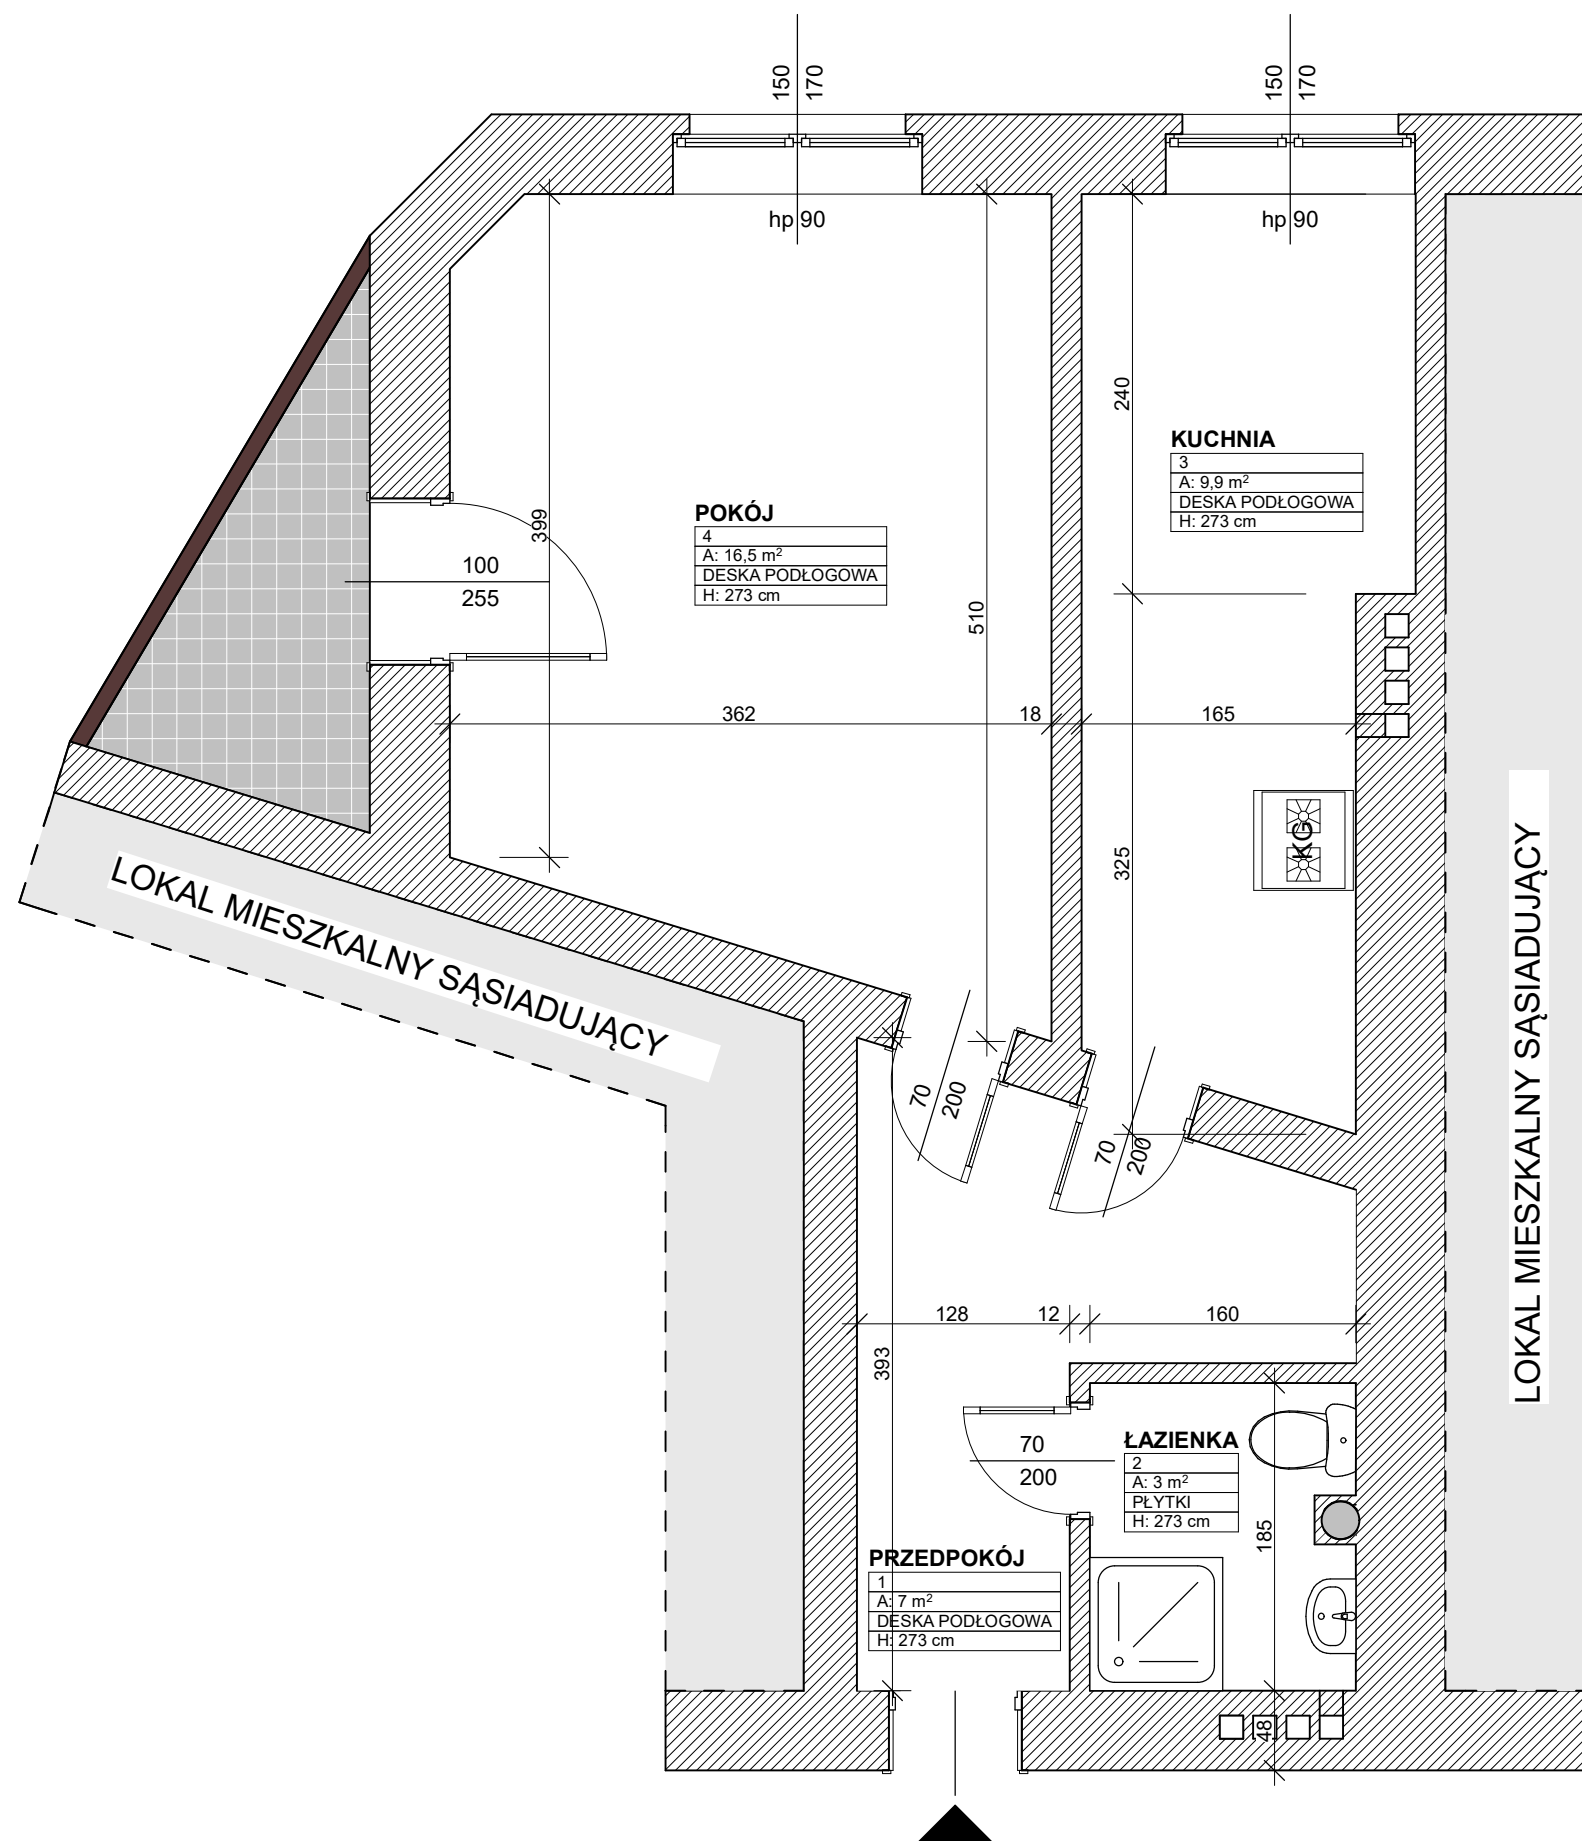 150
170
150
170
hp 90
hp 90
240
KUCHNIA
3
A: 9,9 m²
DESKA PODŁOGOWA
H: 273 cm
399
POKÓJ
4
A: 16,5 m²
DESKA PODŁOGOWA
H: 273 cm
100
255
510
362
18
165
325
KG
LOKAL MIESZKALNY SĄSIADUJĄCY
LOKAL MIESZKALNY SĄSIADUJĄCY
70
200
70
200
128
12
160
393
70
200
ŁAZIENKA
2
A: 3 m²
PŁYTKI
H: 273 cm
185
PRZEDPOKÓJ
1
A: 7 m²
DESKA PODŁOGOWA
H: 273 cm
48